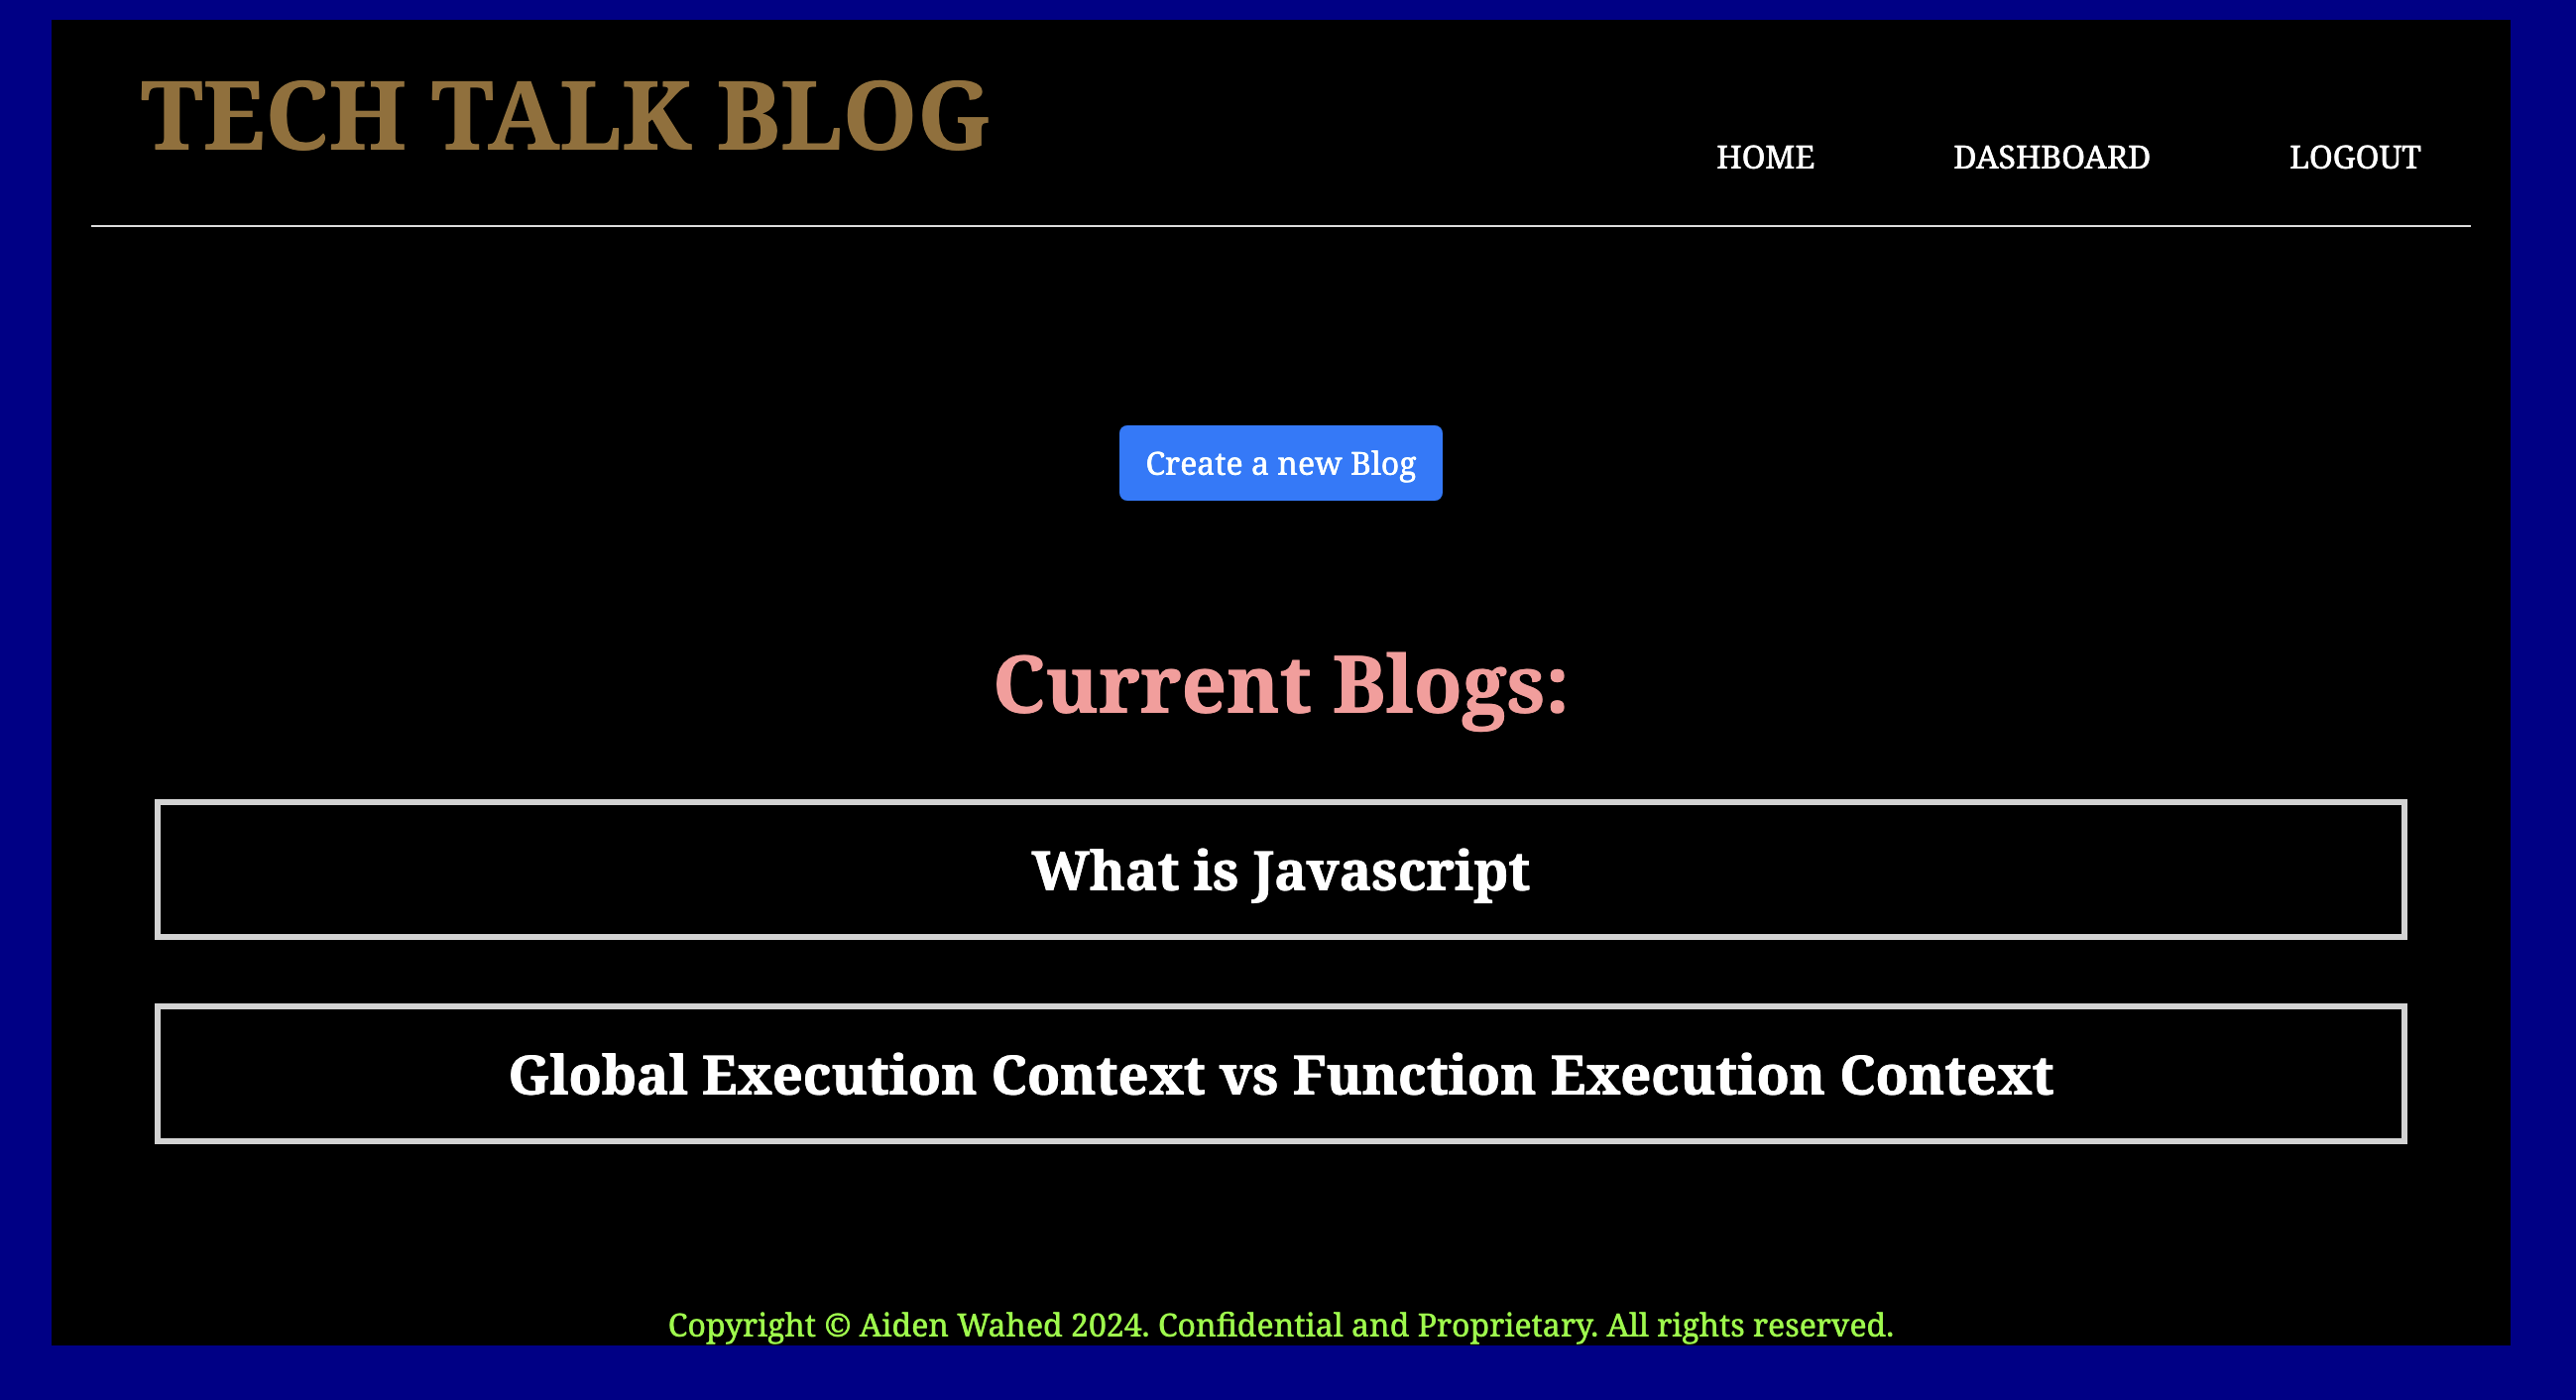 TECH TALK BLOG
HOME DASHBOARD LOGOUT
Create a new Blog
Current Blogs:
What is Javascript
Global Execution Context vs Function Execution Context
Copyright © Aiden Wahed 2024. Confidential and Proprietary. All rights reserved.